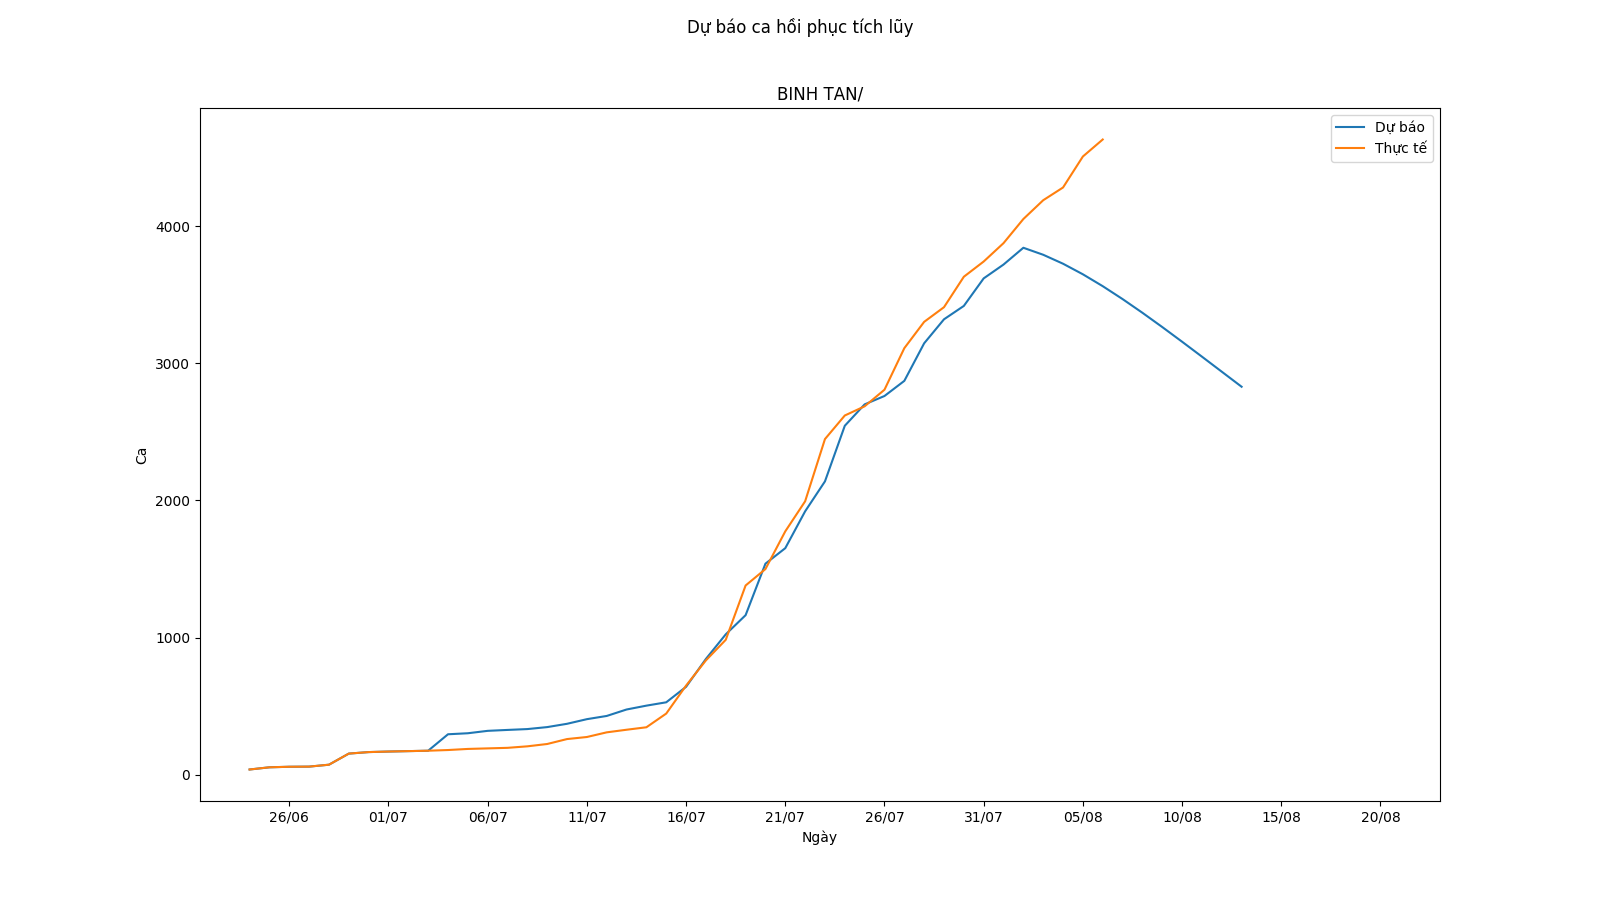 Dự báo ca hồi phục tích lũy
BINH TAN/
Dự báo
Thực tế
4000
3000
2000
1000
0
Ca
26/06 01/07 06/07 11/07 16/07 21/07 26/07 31/07 05/08 10/08 15/08 20/08
Ngày